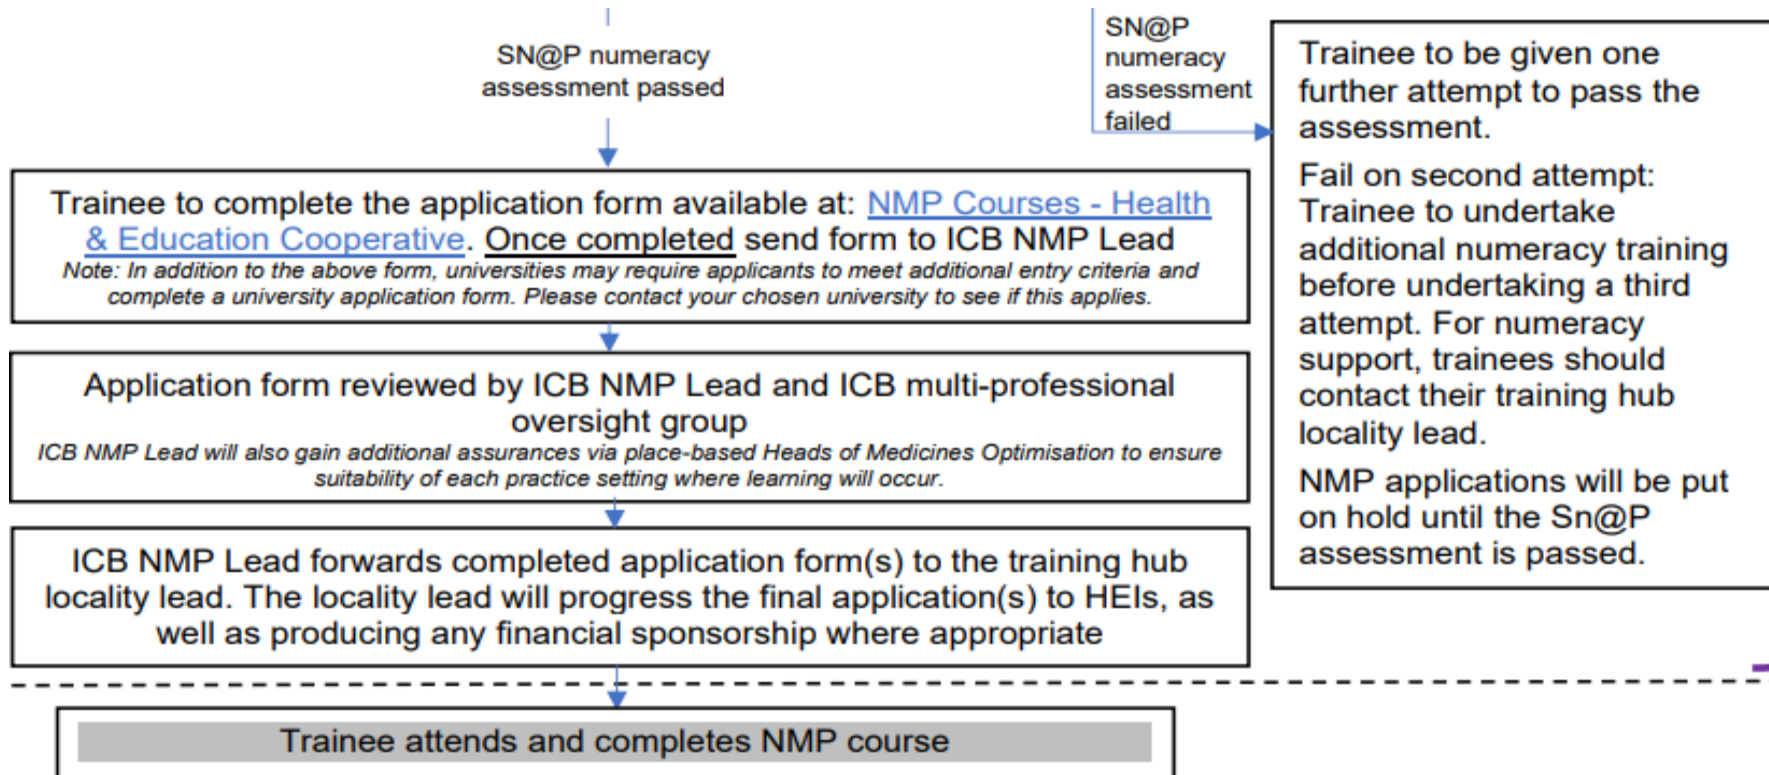 SN@P numeracy
assessment passed
SN@P
numeracy
assessment
failed
Trainee to be given one
further attempt to pass the
assessment.
Fail on second attempt:
Trainee to undertake
additional numeracy training
before undertaking a third
attempt. For numeracy
support, trainees should
contact their training hub
locality lead.
NMP applications will be put
on hold until the Sn@P
assessment is passed.
Trainee to complete the application form available at: NMP Courses - Health
& Education Cooperative. Once completed send form to ICB NMP Lead
Note: In addition to the above form, universities may require applicants to meet additional entry criteria and
complete a university application form. Please contact your chosen university to see if this applies.
Application form reviewed by ICB NMP Lead and ICB multi-professional
oversight group
ICB NMP Lead will also gain additional assurances via place-based Heads of Medicines Optimisation to ensure
suitability of each practice setting where learning will occur.
ICB NMP Lead forwards completed application form(s) to the training hub
locality lead. The locality lead will progress the final application(s) to HEIs, as
well as producing any financial sponsorship where appropriate
Trainee attends and completes NMP course